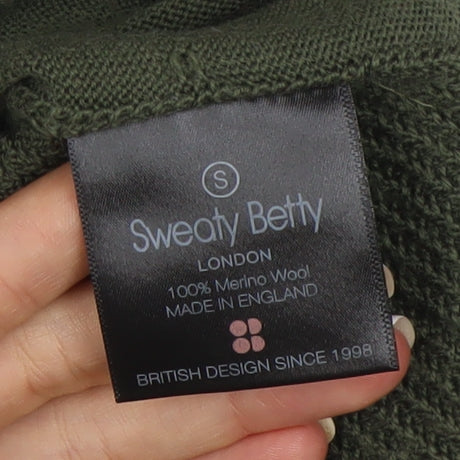 S
Sweaty Betty
LONDON
100% Merino Wool
MADE IN ENGLAND
BRITISH DESIGN SINCE 1998